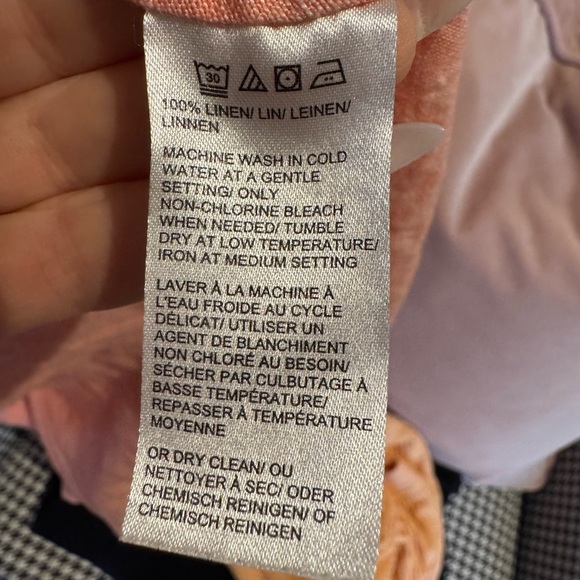 30
100% LINEN/ LIN/ LEINEN/
LINNEN
MACHINE WASH IN COLD
WATER AT A GENTLE
SETTING/ ONLY
NON-CHLORINE BLEACH
WHEN NEEDED/ TUMBLE
DRY AT LOW TEMPERATURE/
IRON AT MEDIUM SETTING
LAVER À LA MACHINE À
L'EAU FROIDE AU CYCLE
DÉLICAT/ UTILISER UN
AGENT DE BLANCHIMENT
NON CHLORÉ AU BESOIN/
SÉCHER PAR CULBUTAGE À
BASSE TEMPÉRATURE/
REPASSER À TEMPÉRATURE
MOYENNE
OR DRY CLEAN/ OU
NETTOYER À SEC/ ODER
CHEMISCH REINIGEN/ OF
CHEMISCH REINIGEN